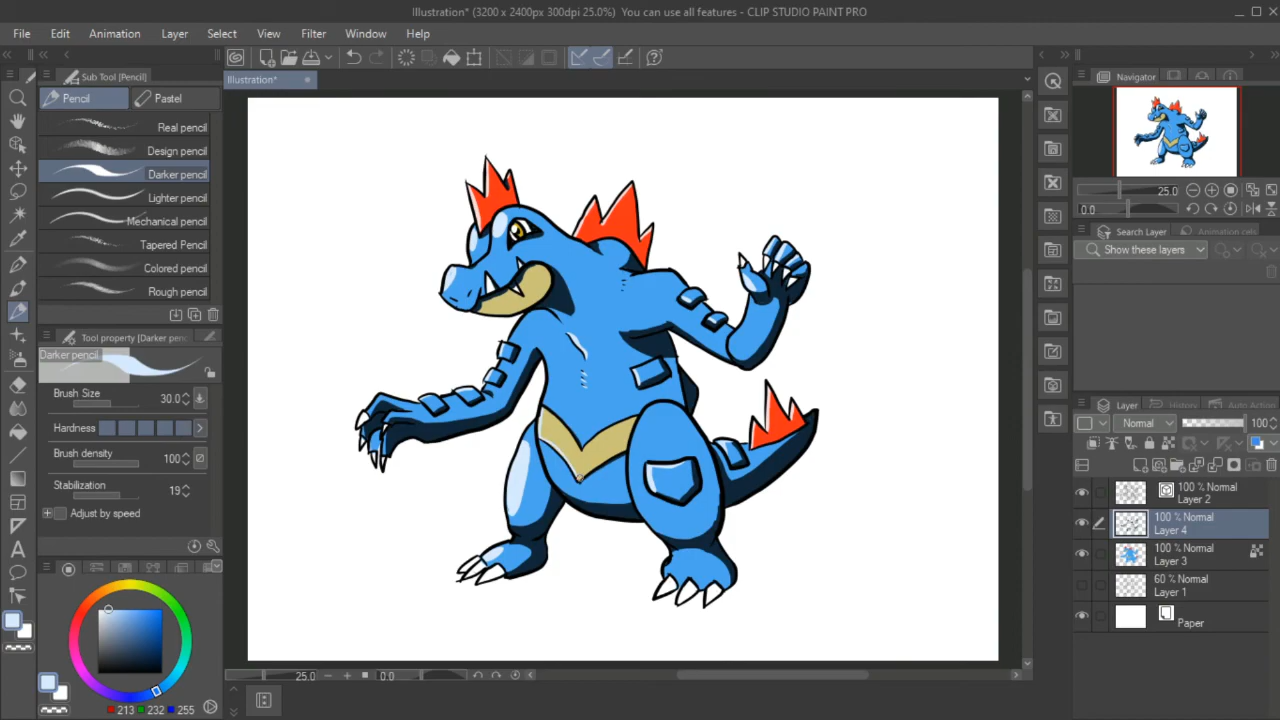 Illustration* (3200 x 2400px 300dpi 25.0%)  You can use all features - CLIP STUDIO PAINT PRO
File Edit Animation Layer Select View Filter Window Help
Sub Tool [Pencil]
Illustration*
Navigator
Pencil Pastel
Real pencil
Design pencil
Darker pencil
Lighter pencil
Mechanical pencil
Tapered Pencil
Colored pencil
Rough pencil
25.0
0.0
Search Layer Animation cels
Show these layers
Tool property [Darker penc
Darker pencil
Brush Size 30.0
Hardness
Brush density 100
Stabilization 19
Adjust by speed
Layer History Auto Action
Normal 100
100 % Normal
Layer 2
100 % Normal
Layer 4
100 % Normal
Layer 3
60 % Normal
Layer 1
Paper
25.0 0.0
213 232 255